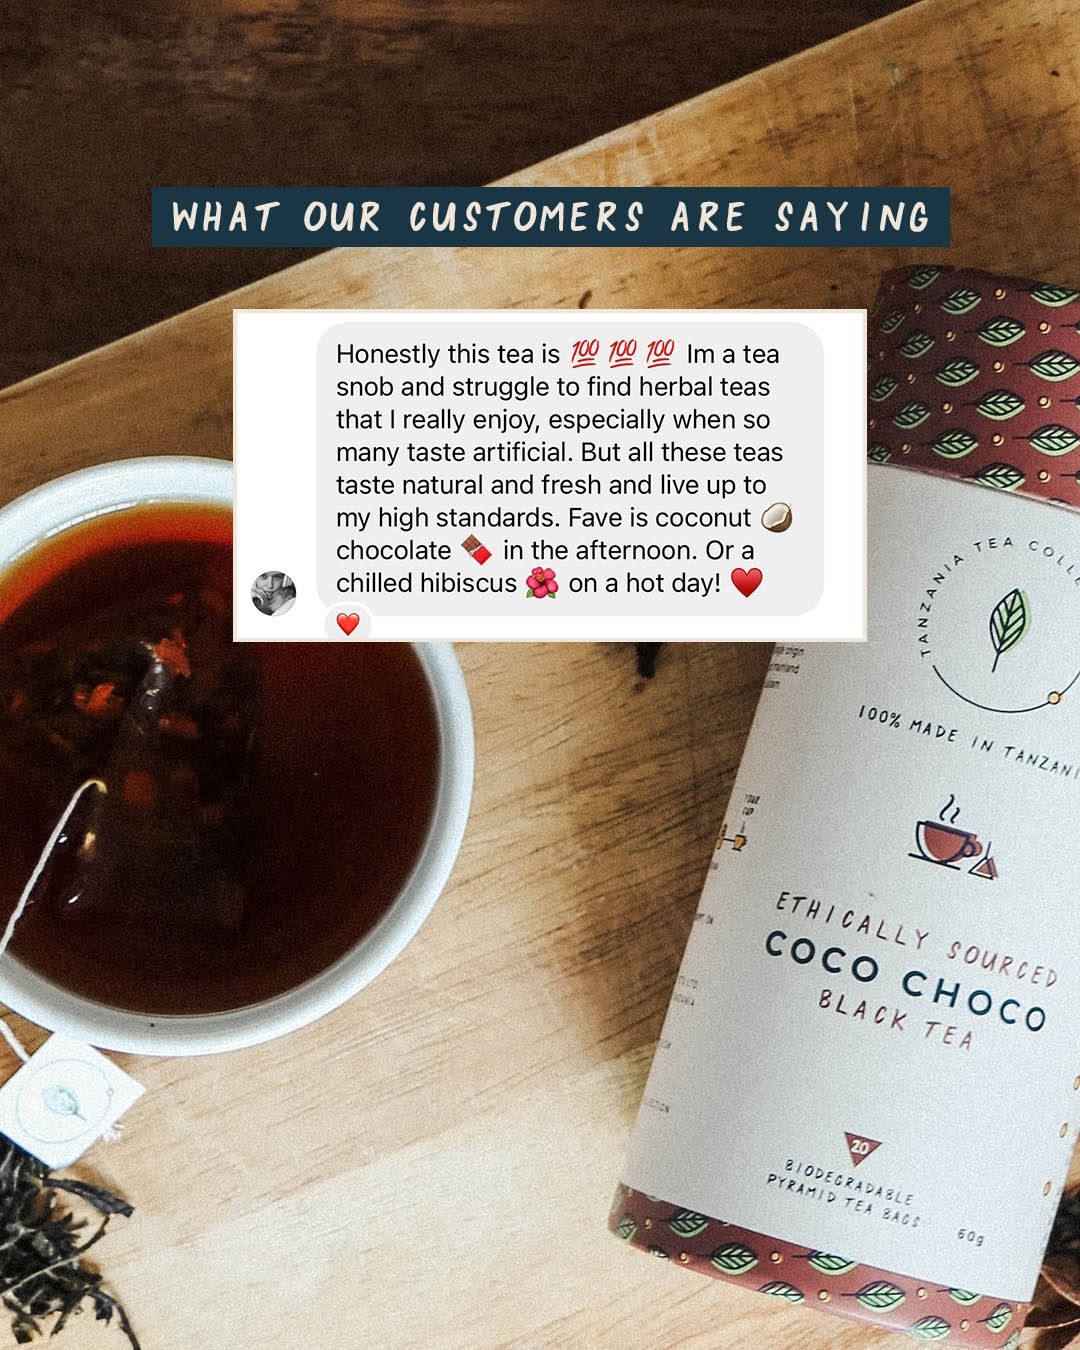 WHAT OUR CUSTOMERS ARE SAYING
Honestly this tea is 💯 💯 💯 Im a tea
snob and struggle to find herbal teas
that I really enjoy, especially when so
many taste artificial. But all these teas
taste natural and fresh and live up to
my high standards. Fave is coconut 🥥
chocolate 🍫 in the afternoon. Or a
chilled hibiscus 🌺 on a hot day! ♥️
❤️
TANZANIA TEA COLLE
100% MADE IN TANZANI
YOUR
CUP
ETHICALLY SOURCED
COCO CHOCO
BLACK TEA
20
BIODEGRADABLE
PYRAMID TEA BAGS
60g